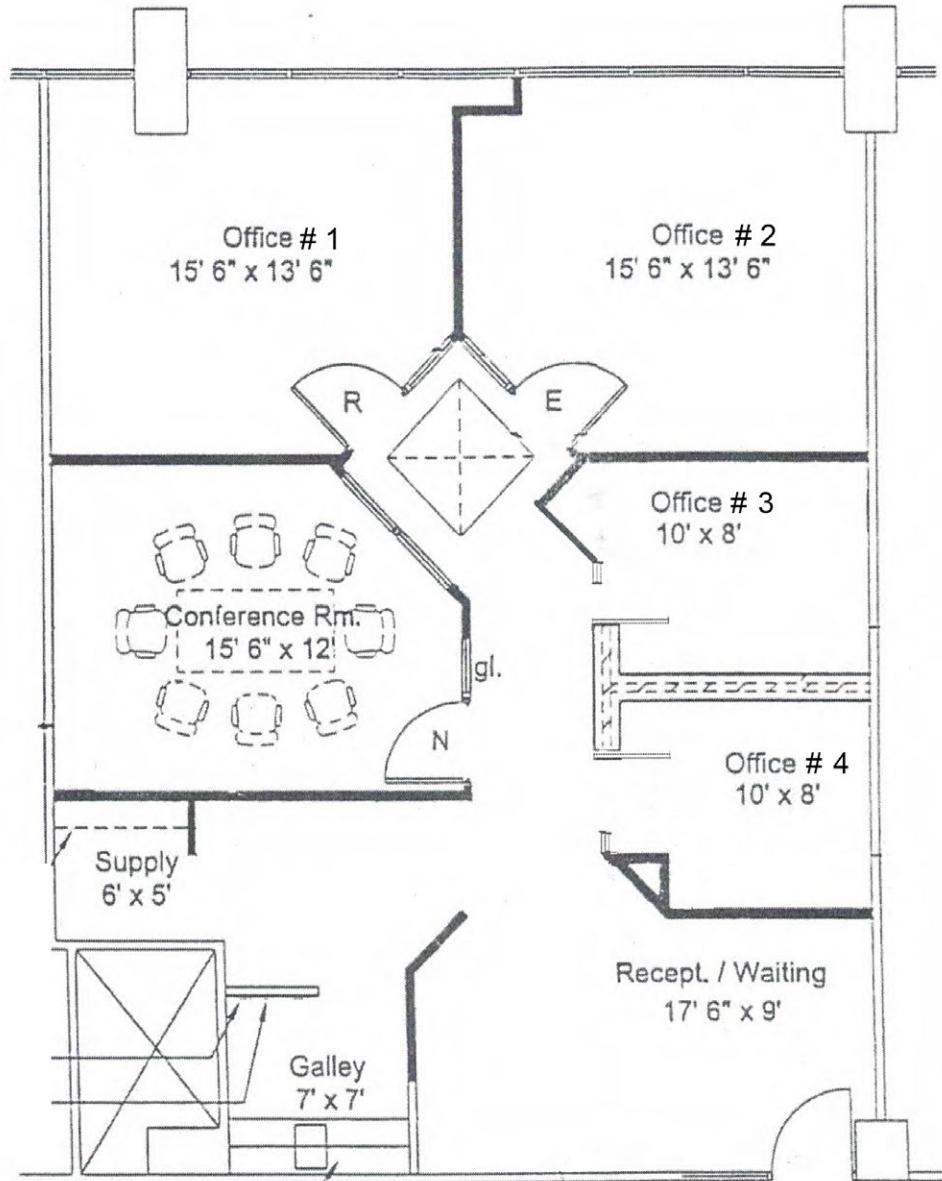 Office # 1
15' 6" x 13' 6"
Office # 2
15' 6" x 13' 6"
R
E
Office # 3
10' x 8'
Conference Rm.
15' 6" x 12'
gl.
N
Office # 4
10' x 8'
Supply
6' x 5'
Recept. / Waiting
17' 6" x 9'
Galley
7' x 7'